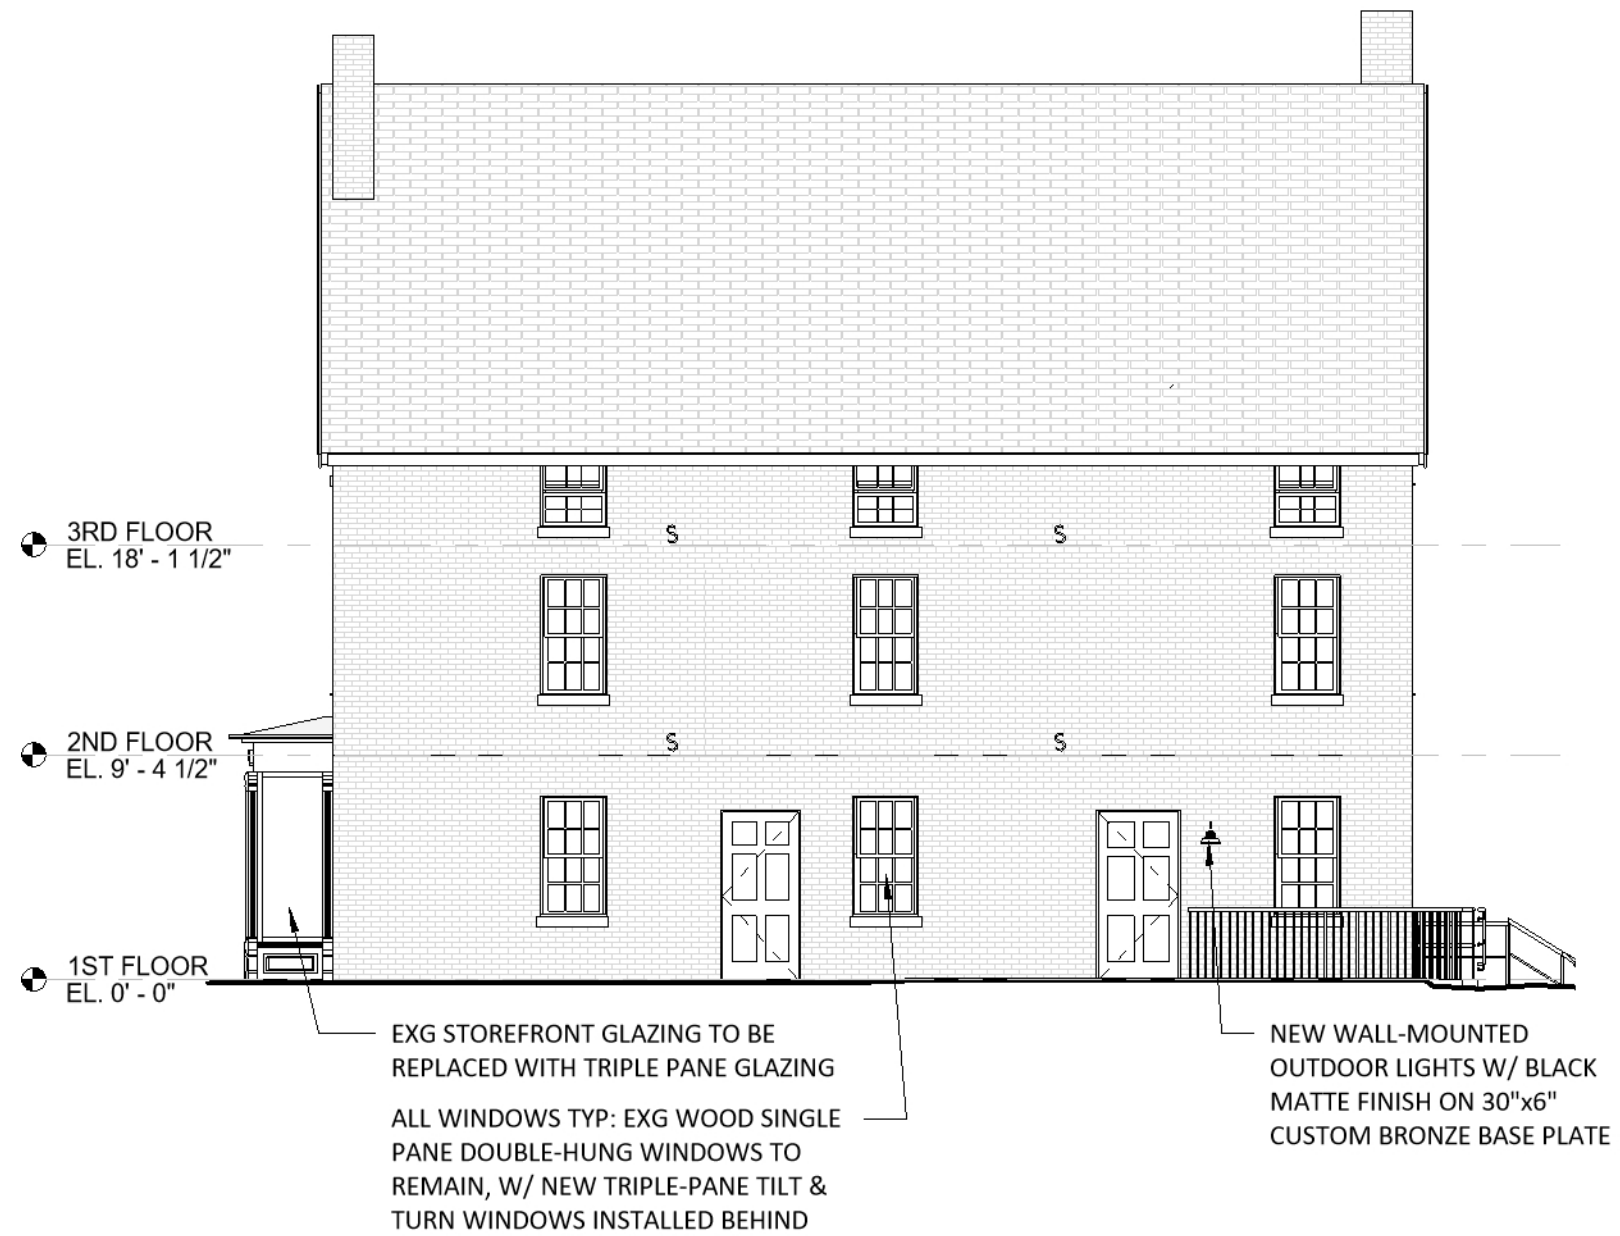 S
S
3RD FLOOR
EL. 18' - 1 1/2"
S
S
2ND FLOOR
EL. 9' - 4 1/2"
1ST FLOOR
EL. 0' - 0"
EXG STOREFRONT GLAZING TO BE
REPLACED WITH TRIPLE PANE GLAZING
ALL WINDOWS TYP: EXG WOOD SINGLE
PANE DOUBLE-HUNG WINDOWS TO
REMAIN, W/ NEW TRIPLE-PANE TILT &
TURN WINDOWS INSTALLED BEHIND
NEW WALL-MOUNTED
OUTDOOR LIGHTS W/ BLACK
MATTE FINISH ON 30"x6"
CUSTOM BRONZE BASE PLATE